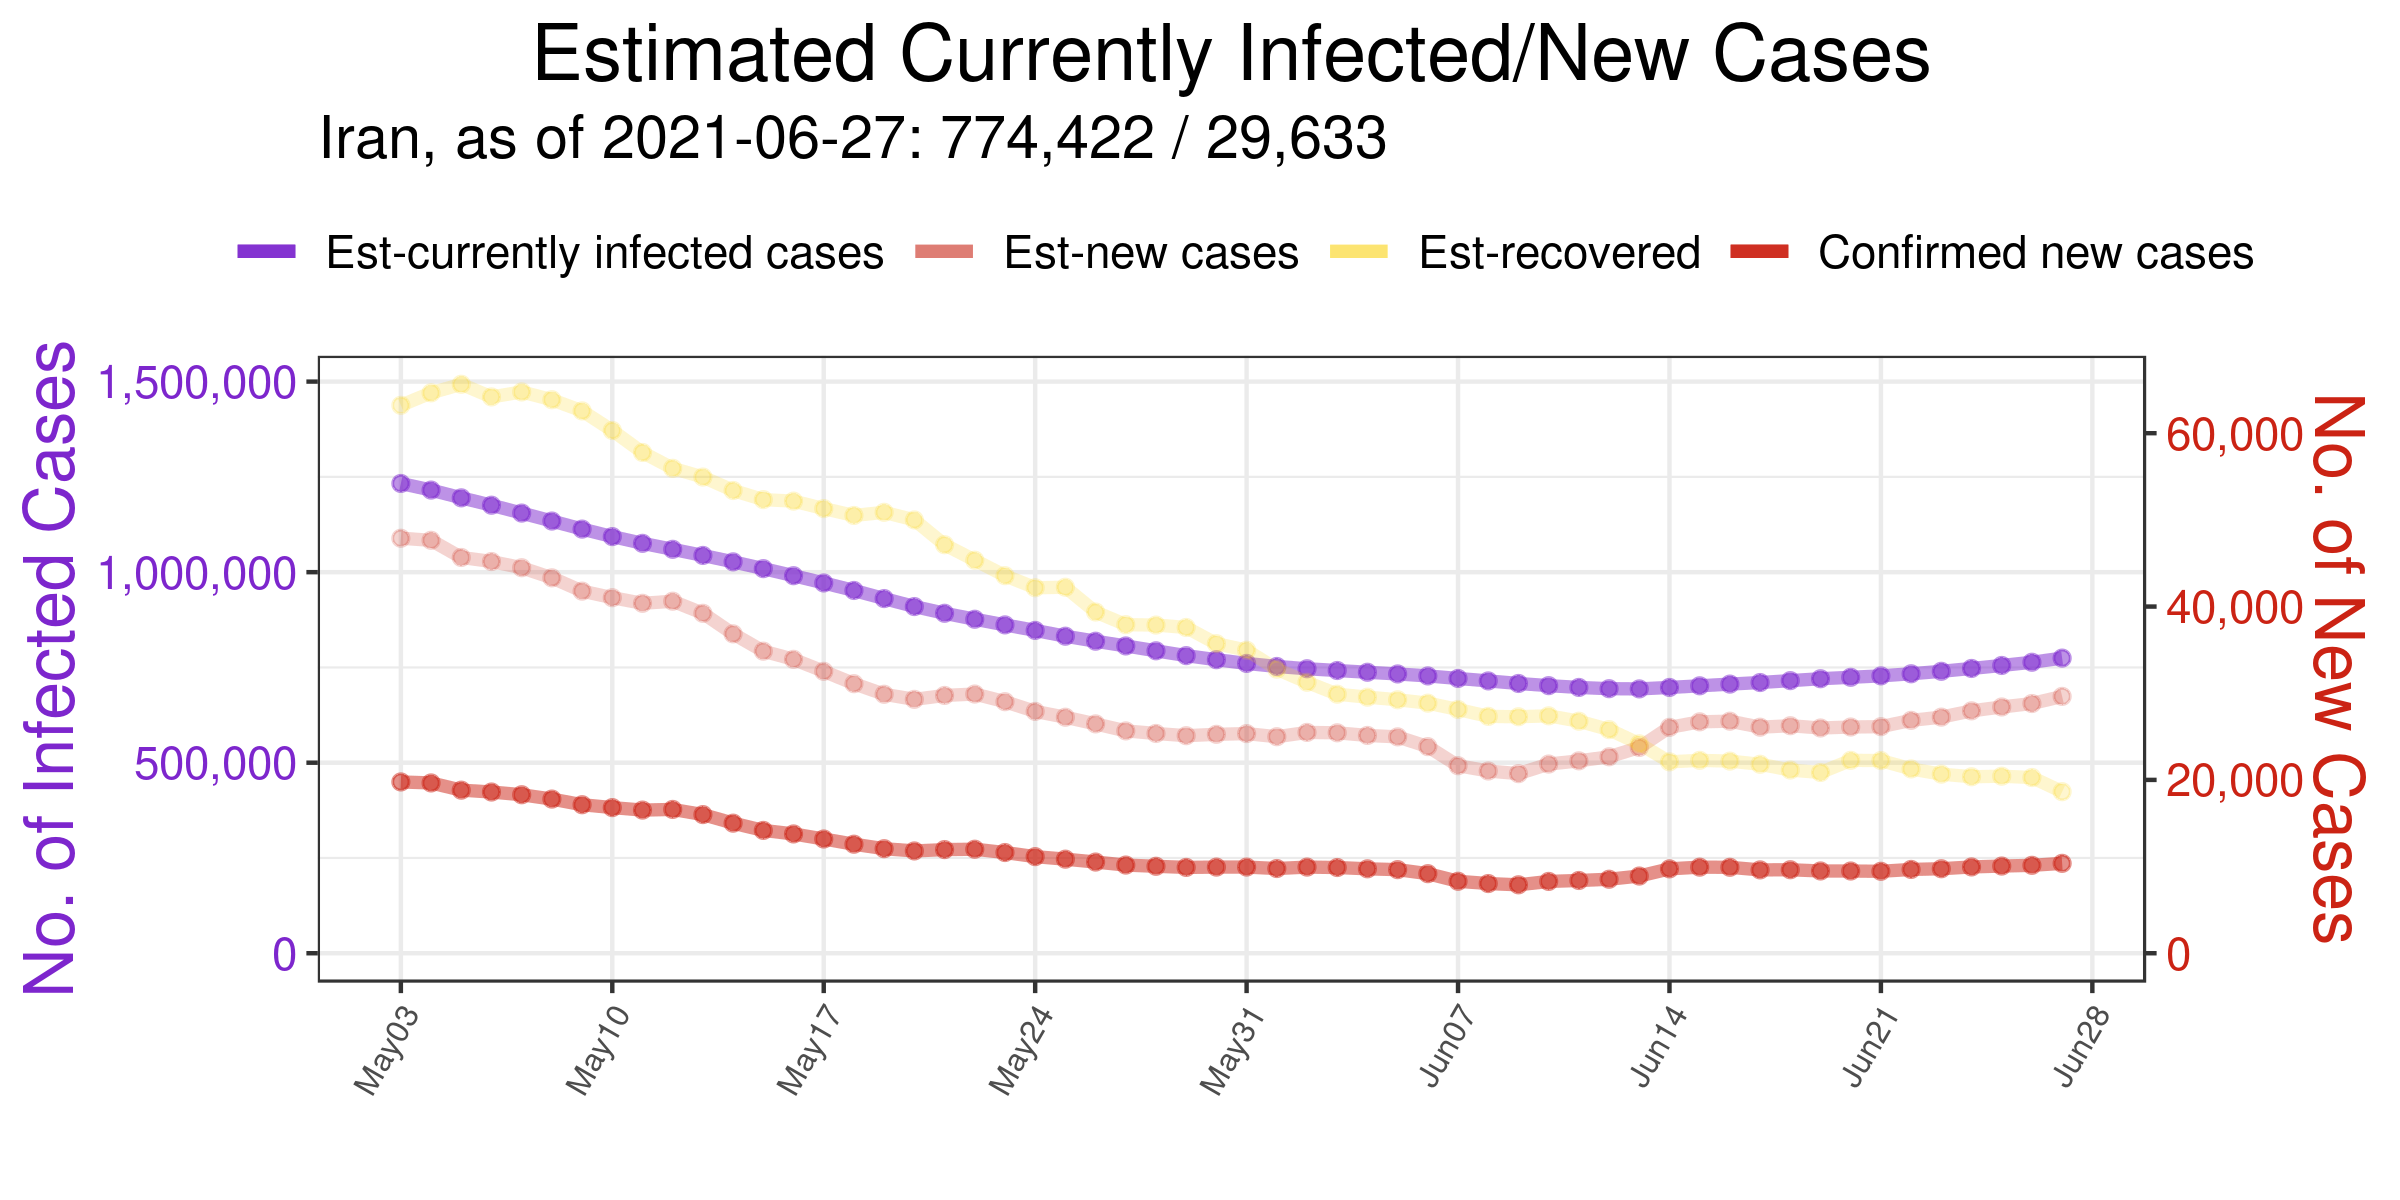 Estimated Currently Infected/New Cases
Iran, as of 2021-06-27: 774,422 / 29,633
Est-currently infected cases Est-new cases Est-recovered Confirmed new cases
No. of Infected Cases
1,500,000
1,000,000
500,000
0
60,000
40,000
20,000
0
No. of New Cases
May03 May10 May17 May24 May31 Jun07 Jun14 Jun21 Jun28